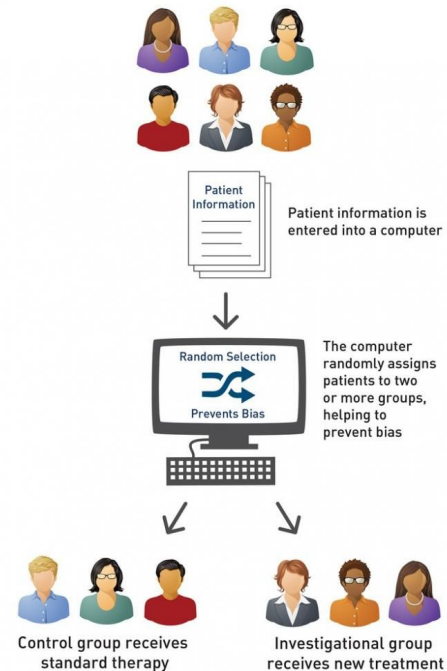 Patient
Information
Patient information is
entered into a computer
Random Selection
Prevents Bias
The computer
randomly assigns
patients to two
or more groups,
helping to
prevent bias
Control group receives
standard therapy
Investigational group
receives new treatment